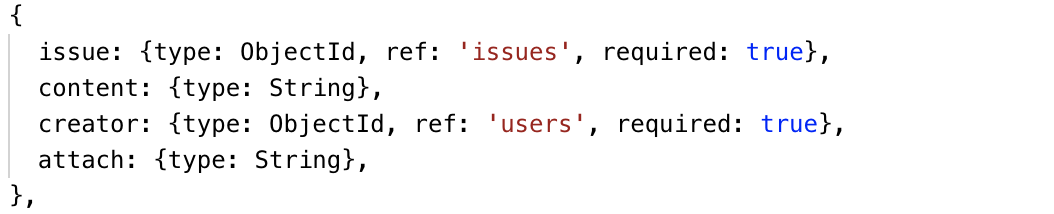 {
issue: {type: ObjectId, ref: 'issues', required: true},
content: {type: String},
creator: {type: ObjectId, ref: 'users', required: true},
attach: {type: String},
},